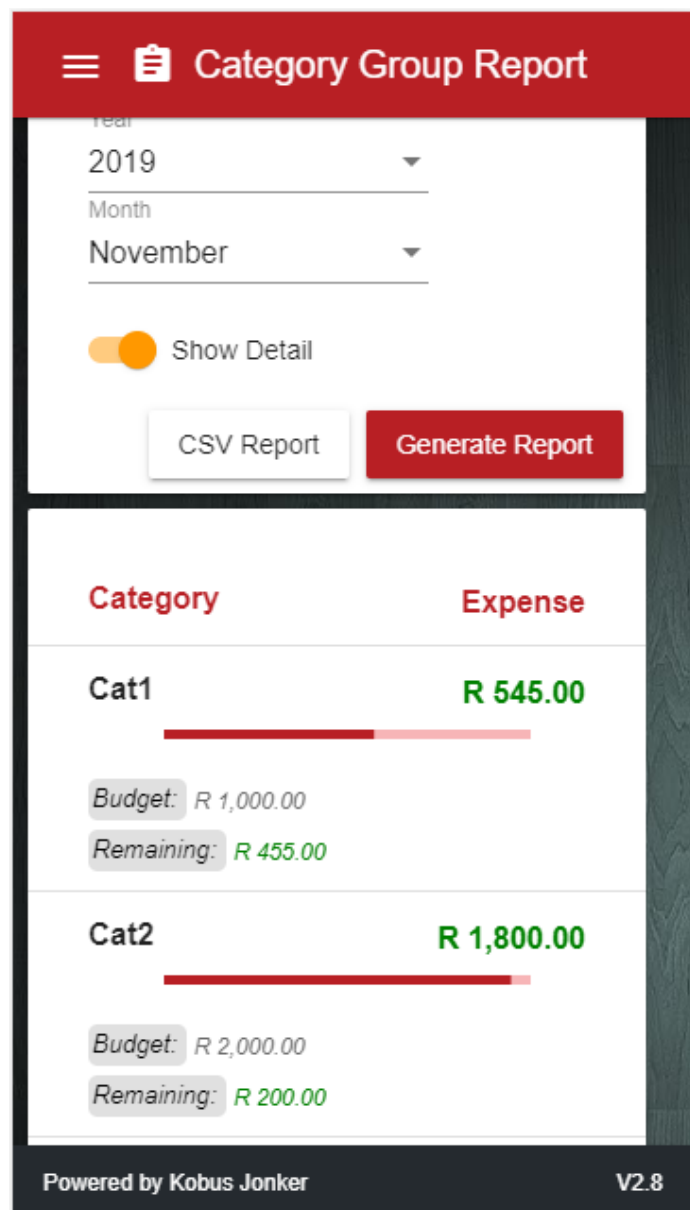 Category Group Report
Year
2019
Month
November
Show Detail
CSV Report Generate Report
Category Expense
Cat1 R 545.00
Budget: R 1,000.00
Remaining: R 455.00
Cat2 R 1,800.00
Budget: R 2,000.00
Remaining: R 200.00
Powered by Kobus Jonker V2.8